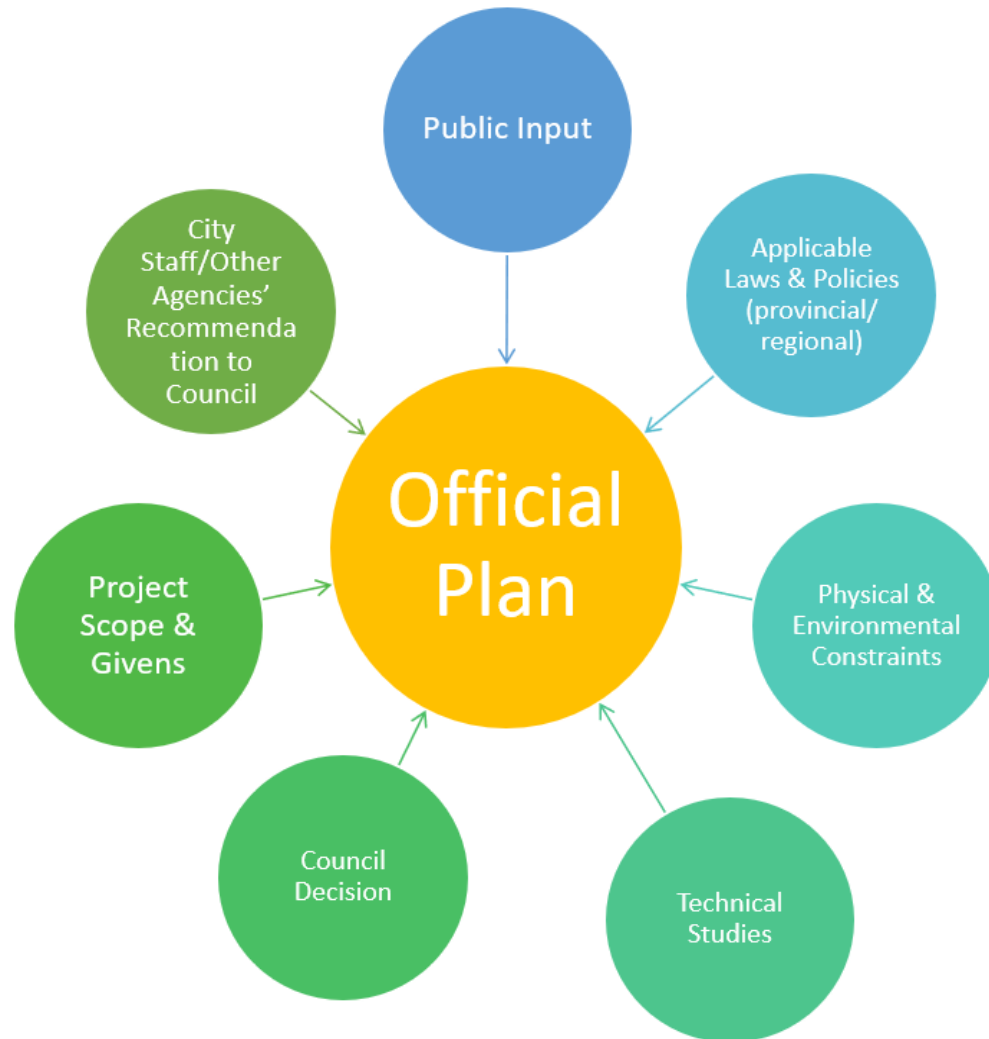 Public Input
Applicable
Laws & Policies
(provincial/
regional)
Physical &
Environmental
Constraints
Technical
Studies
Council
Decision
Project
Scope &
Givens
City
Staff/Other
Agencies’
Recommenda
tion to
Council
Official
Plan